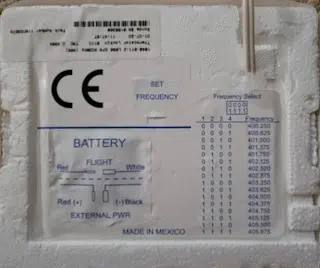 CE
SET
FREQUENCY
Frequency Select
0000
1111
1 2 3 4 Frequency
0 0 0 0 400.250
0 0 0 1 400.625
0 0 1 0 401.000
0 0 1 1 401.375
0 1 0 0 401.750
0 1 0 1 402.125
0 1 1 0 402.500
0 1 1 1 402.875
1 0 0 0 403.250
1 0 0 1 403.625
1 0 1 0 404.000
1 0 1 1 404.375
1 1 0 0 404.750
1 1 0 1 405.125
1 1 1 0 405.500
1 1 1 1 405.875
BATTERY
FLIGHT
Red White
Red (+) (-) Black
EXTERNAL PWR
MADE IN MEXICO